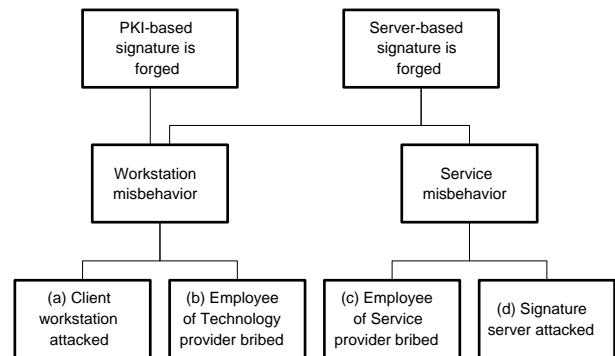 PKI-based
signature is
forged
Server-based
signature is
forged
Workstation
misbehavior
Service
misbehavior
(a) Client
workstation
attacked
(b) Employee
of Technology
provider bribed
(c) Employee
of Service
provider bribed
(d) Signature
server attacked